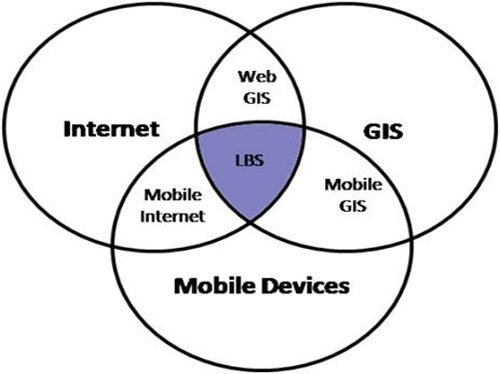 Web
GIS
Internet
GIS
LBS
Mobile
Internet
Mobile
GIS
Mobile Devices